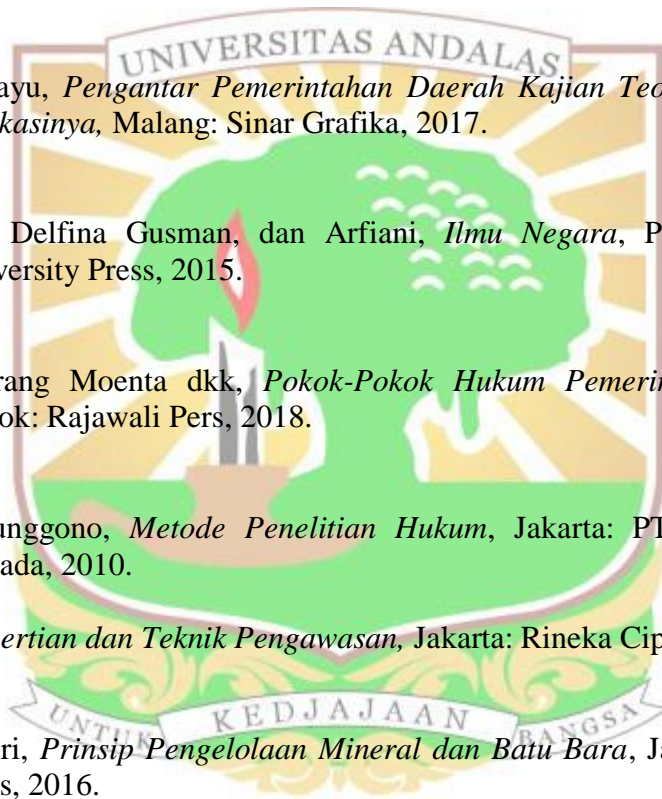 UNIVERSITAS ANDALAS
ayu, Pengantar Pemerintahan Daerah Kajian Teo
kasinya, Malang: Sinar Grafika, 2017.
Delfina Gusman, dan Arfiani, Ilmu Negara, P
versity Press, 2015.
rang Moenta dkk, Pokok-Pokok Hukum Pemerin
ok: Rajawali Pers, 2018.
unggono, Metode Penelitian Hukum, Jakarta: PT
ada, 2010.
ertian dan Teknik Pengawasan, Jakarta: Rineka Cip
UNTUK KEDJAJAAN BANGSA
ri, Prinsip Pengelolaan Mineral dan Batu Bara, Ja
s, 2016.